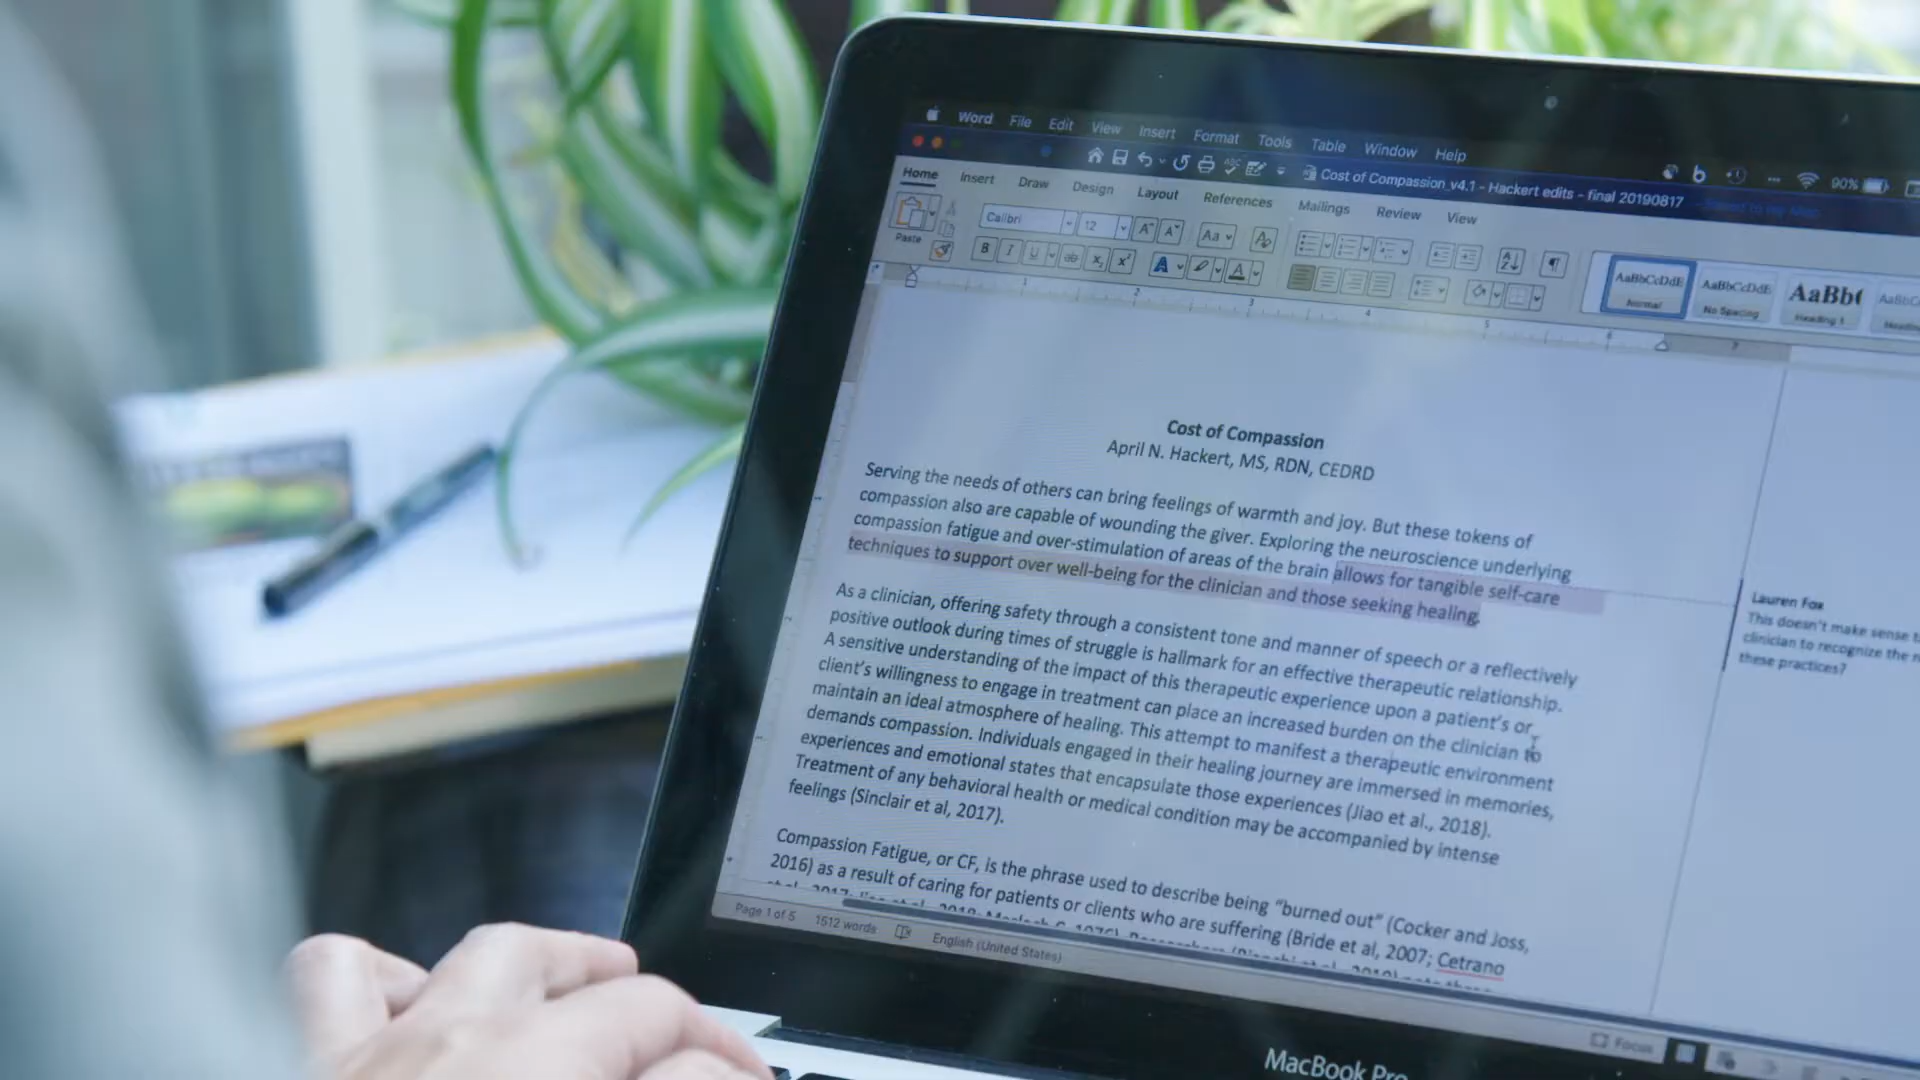 Word File Edit View Insert Format Tools Table Window Help
90%
Cost of Compassion_v4.1 - Hackert edits - final 20190817
Home Insert Draw Design Layout References Mailings Review View
Paste
Calibri 12
AaBbCcDdE AaBbCcDdE AaBb(
Normal No Spacing Heading 1
Cost of Compassion
April N. Hackert, MS, RDN, CEDRD
Serving the needs of others can bring feelings of warmth and joy. But these tokens of
compassion also are capable of wounding the giver. Exploring the neuroscience underlying
compassion fatigue and over-stimulation of areas of the brain allows for tangible self-care
techniques to support over well-being for the clinician and those seeking healing.
As a clinician, offering safety through a consistent tone and manner of speech or a reflectively
positive outlook during times of struggle is hallmark for an effective therapeutic relationship.
A sensitive understanding of the impact of this therapeutic experience upon a patient's or
client's willingness to engage in treatment can place an increased burden on the clinician to
maintain an ideal atmosphere of healing. This attempt to manifest a therapeutic environment
demands compassion. Individuals engaged in their healing journey are immersed in memories,
experiences and emotional states that encapsulate those experiences (Jiao et al., 2018).
Treatment of any behavioral health or medical condition may be accompanied by intense
feelings (Sinclair et al, 2017).
Compassion Fatigue, or CF, is the phrase used to describe being "burned out" (Cocker and Joss,
2016) as a result of caring for patients or clients who are suffering (Bride et al, 2007; Cetrano
Lauren Fox
This doesn't make sense
clinician to recognize the
these practices?
Page 1 of 5 1512 words English (United States)
Focus
MacBook Pro